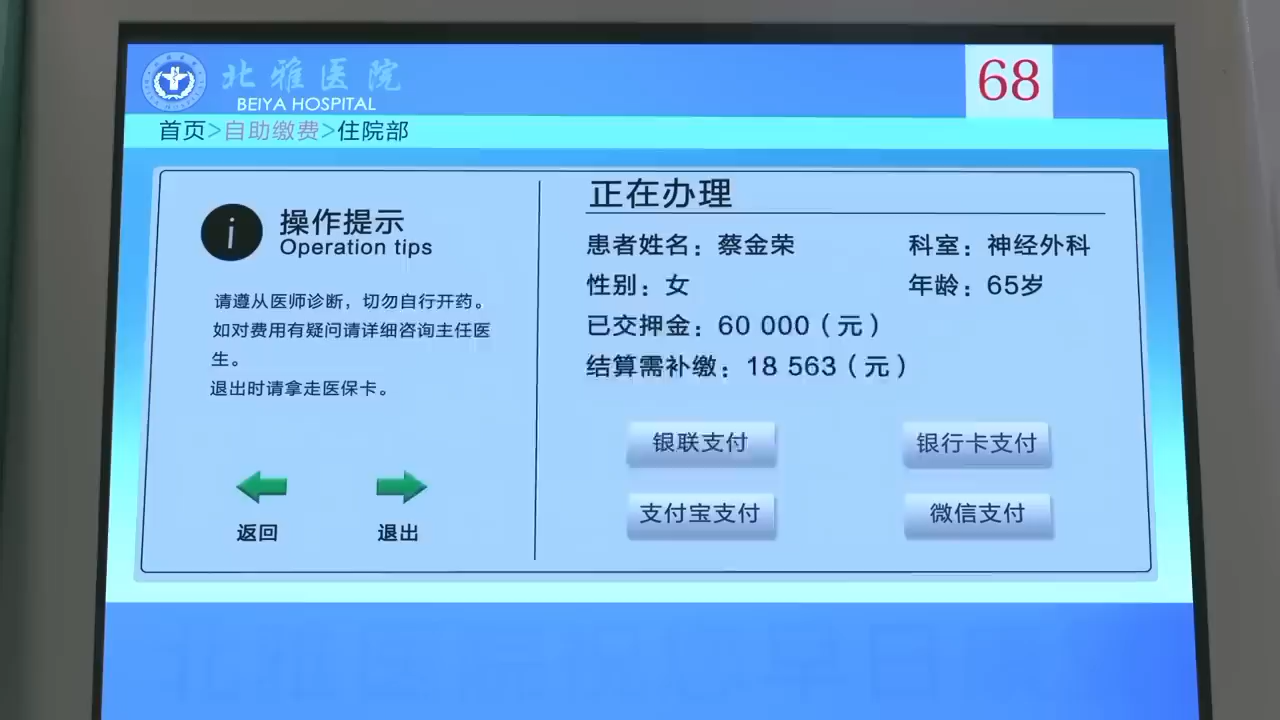 北雅医院
BEIYA HOSPITAL
68
首页>自助缴费>住院部
i
操作提示
Operation tips
请遵从医师诊断，切勿自行开药。
如对费用有疑问请详细咨询主任医
生。
退出时请拿走医保卡。
返回 退出
正在办理
患者姓名：蔡金荣 科室：神经外科
性别：女 年龄：65岁
已交押金：60 000（元）
结算需补缴：18 563（元）
银联支付 银行卡支付
支付宝支付 微信支付